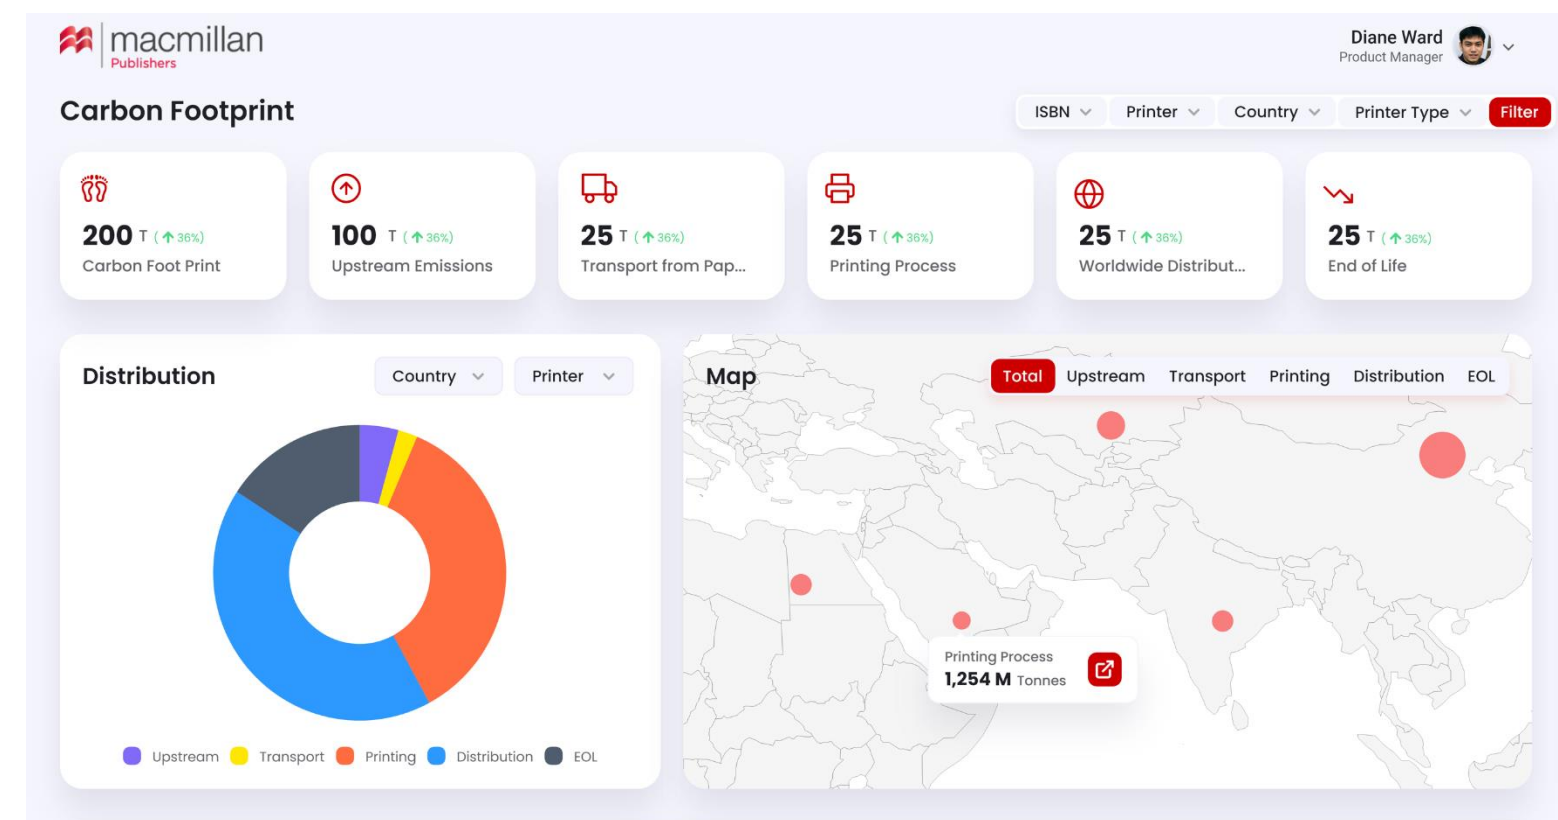 macmillan
Publishers
Diane Ward
Product Manager
Carbon Footprint
ISBN Printer Country Printer Type Filter
200 T ( 36%)
Carbon Foot Print
100 T ( 36%)
Upstream Emissions
25 T ( 36%)
Transport from Pap...
25 T ( 36%)
Printing Process
25 T ( 36%)
Worldwide Distribut...
25 T ( 36%)
End of Life
Distribution Country Printer
Upstream Transport Printing Distribution EOL
Map Total Upstream Transport Printing Distribution EOL
Printing Process
1,254 M Tonnes